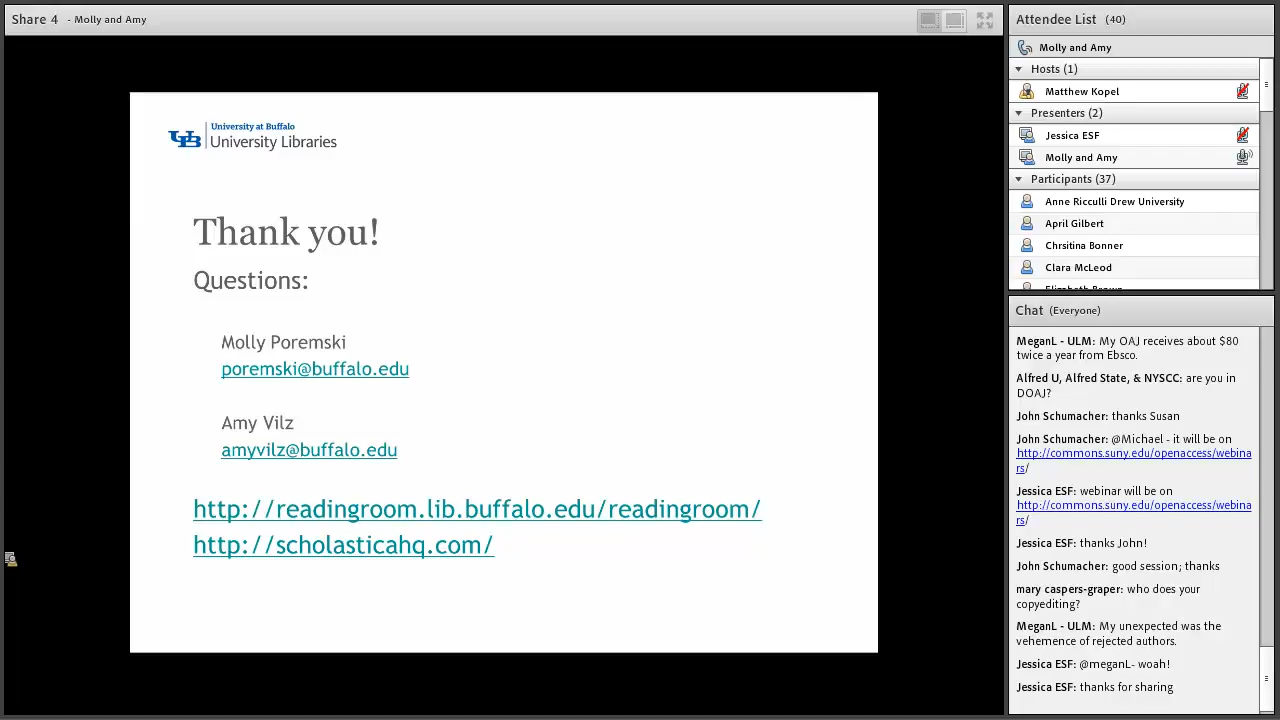 Share 4 - Molly and Amy
University at Buffalo
UB University Libraries
Thank you!
Questions:
Molly Poremski
poremski@buffalo.edu
Amy Vilz
amyvilz@buffalo.edu
http://readingroom.lib.buffalo.edu/readingroom/
http://scholasticahq.com/
Attendee List (40)
Molly and Amy
Hosts (1)
Matthew Kopel
Presenters (2)
Jessica ESF
Molly and Amy
Participants (37)
Anne Ricculli Drew University
April Gilbert
Chrsitina Bonner
Clara McLeod
Chat (Everyone)
MeganL - ULM: My OAJ receives about $80
twice a year from Ebsco.
Alfred U, Alfred State, & NYSCC: are you in
DOAJ?
John Schumacher: thanks Susan
John Schumacher: @Michael - it will be on
http://commons.suny.edu/openaccess/webina
rs/
Jessica ESF: webinar will be on
http://commons.suny.edu/openaccess/webina
rs/
Jessica ESF: thanks John!
John Schumacher: good session; thanks
mary caspers-graper: who does your
copyediting?
MeganL - ULM: My unexpected was the
vehemence of rejected authors.
Jessica ESF: @meganL- woah!
Jessica ESF: thanks for sharing